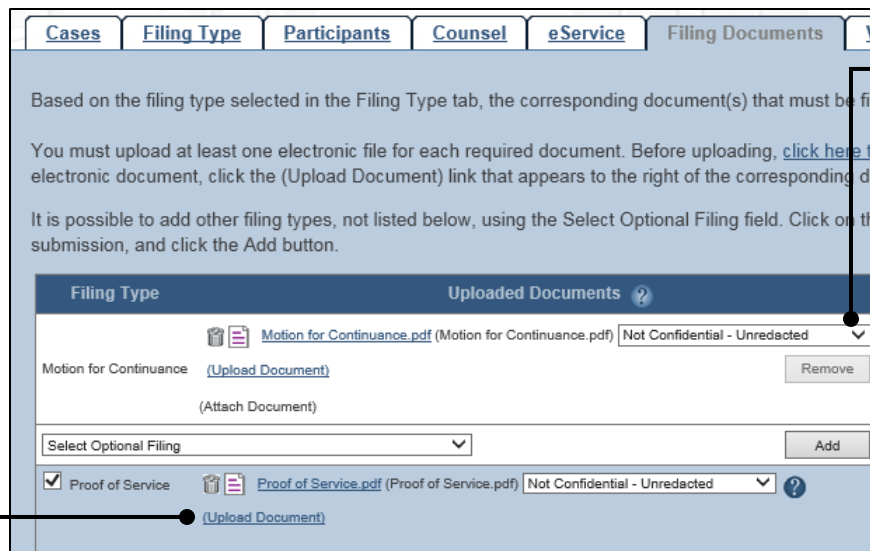 Cases Filing Type Participants Counsel eService Filing Documents
Based on the filing type selected in the Filing Type tab, the corresponding document(s) that must be
You must upload at least one electronic file for each required document. Before uploading, click here
electronic document, click the (Upload Document) link that appears to the right of the corresponding
It is possible to add other filing types, not listed below, using the Select Optional Filing field. Click on
submission, and click the Add button.
Filing Type Uploaded Documents ?
Motion for Continuance.pdf (Motion for Continuance.pdf) Not Confidential - Unredacted
Motion for Continuance (Upload Document) Remove
(Attach Document)
Select Optional Filing Add
Proof of Service Proof of Service.pdf (Proof of Service.pdf) Not Confidential - Unredacted ?
(Upload Document)